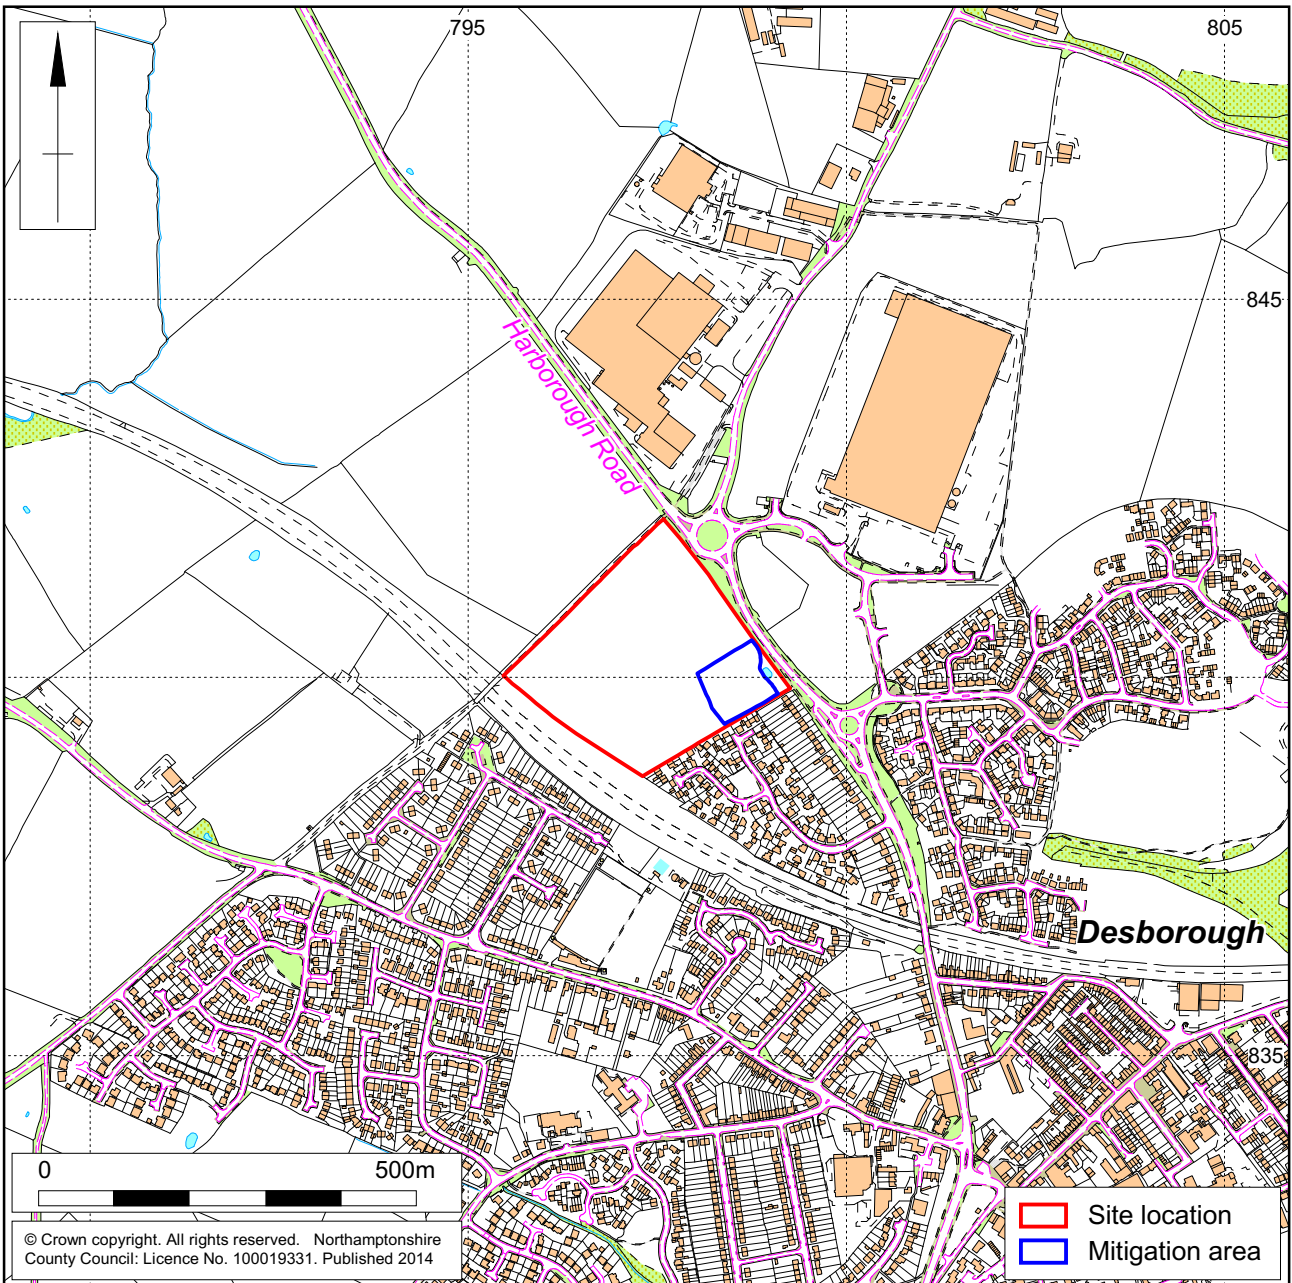 795
805
845
Harborough Road
Desborough
835
0
500m
© Crown copyright. All rights reserved. Northamptonshire
County Council: Licence No. 100019331. Published 2014
Site location
Mitigation area